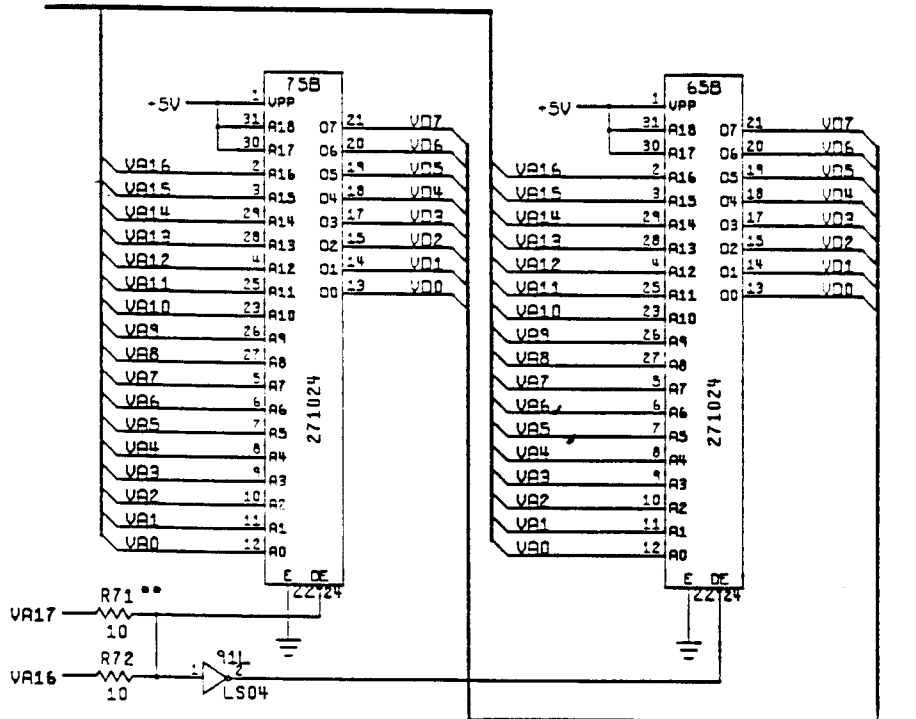 75B
+5V 1 VPP
31 A18 O7 21 VD7
30 A17 O6 20 VD6
VA16 2 A16 O5 19 VD5
VA15 3 A15 O4 18 VD4
VA14 29 A14 O3 17 VD3
VA13 28 A13 O2 15 VD2
VA12 4 A12 O1 14 VD1
VA11 25 A11 O0 13 VD0
VA10 23 A10
VA9 26 A9
VA8 27 A8
VA7 5 A7
VA6 6 A6
VA5 7 A5
VA4 8 A4
VA3 9 A3
VA2 10 A2
VA1 11 A1
VA0 12 A0
271024
E OE
22 24
65B
+5V 1 VPP
31 A18 O7 21 VD7
30 A17 O6 20 VD6
VA16 2 A16 O5 19 VD5
VA15 3 A15 O4 18 VD4
VA14 29 A14 O3 17 VD3
VA13 28 A13 O2 15 VD2
VA12 4 A12 O1 14 VD1
VA11 25 A11 O0 13 VD0
VA10 23 A10
VA9 26 A9
VA8 27 A8
VA7 5 A7
VA6 6 A6
VA5 7 A5
VA4 8 A4
VA3 9 A3
VA2 10 A2
VA1 11 A1
VA0 12 A0
271024
E OE
22 24
R71 **
VA17
10
R72
VA16
10
91L
1 2
LS04